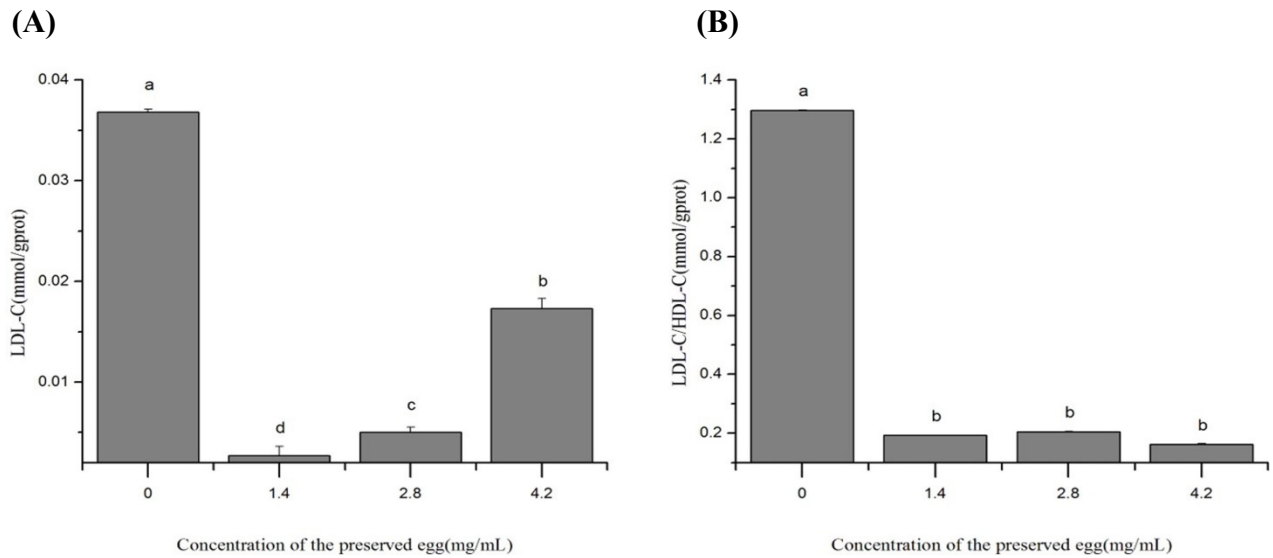 (A)
LDL-C(mmol/gprot)
0.04
0.03
0.02
0.01
a
d
c
b
0
1.4
2.8
4.2
Concentration of the preserved egg(mg/mL)
(B)
LDL-C/HDL-C(mmol/gprot)
1.4
1.2
1.0
0.8
0.6
0.4
0.2
a
b
b
b
0
1.4
2.8
4.2
Concentration of the preserved egg(mg/mL)